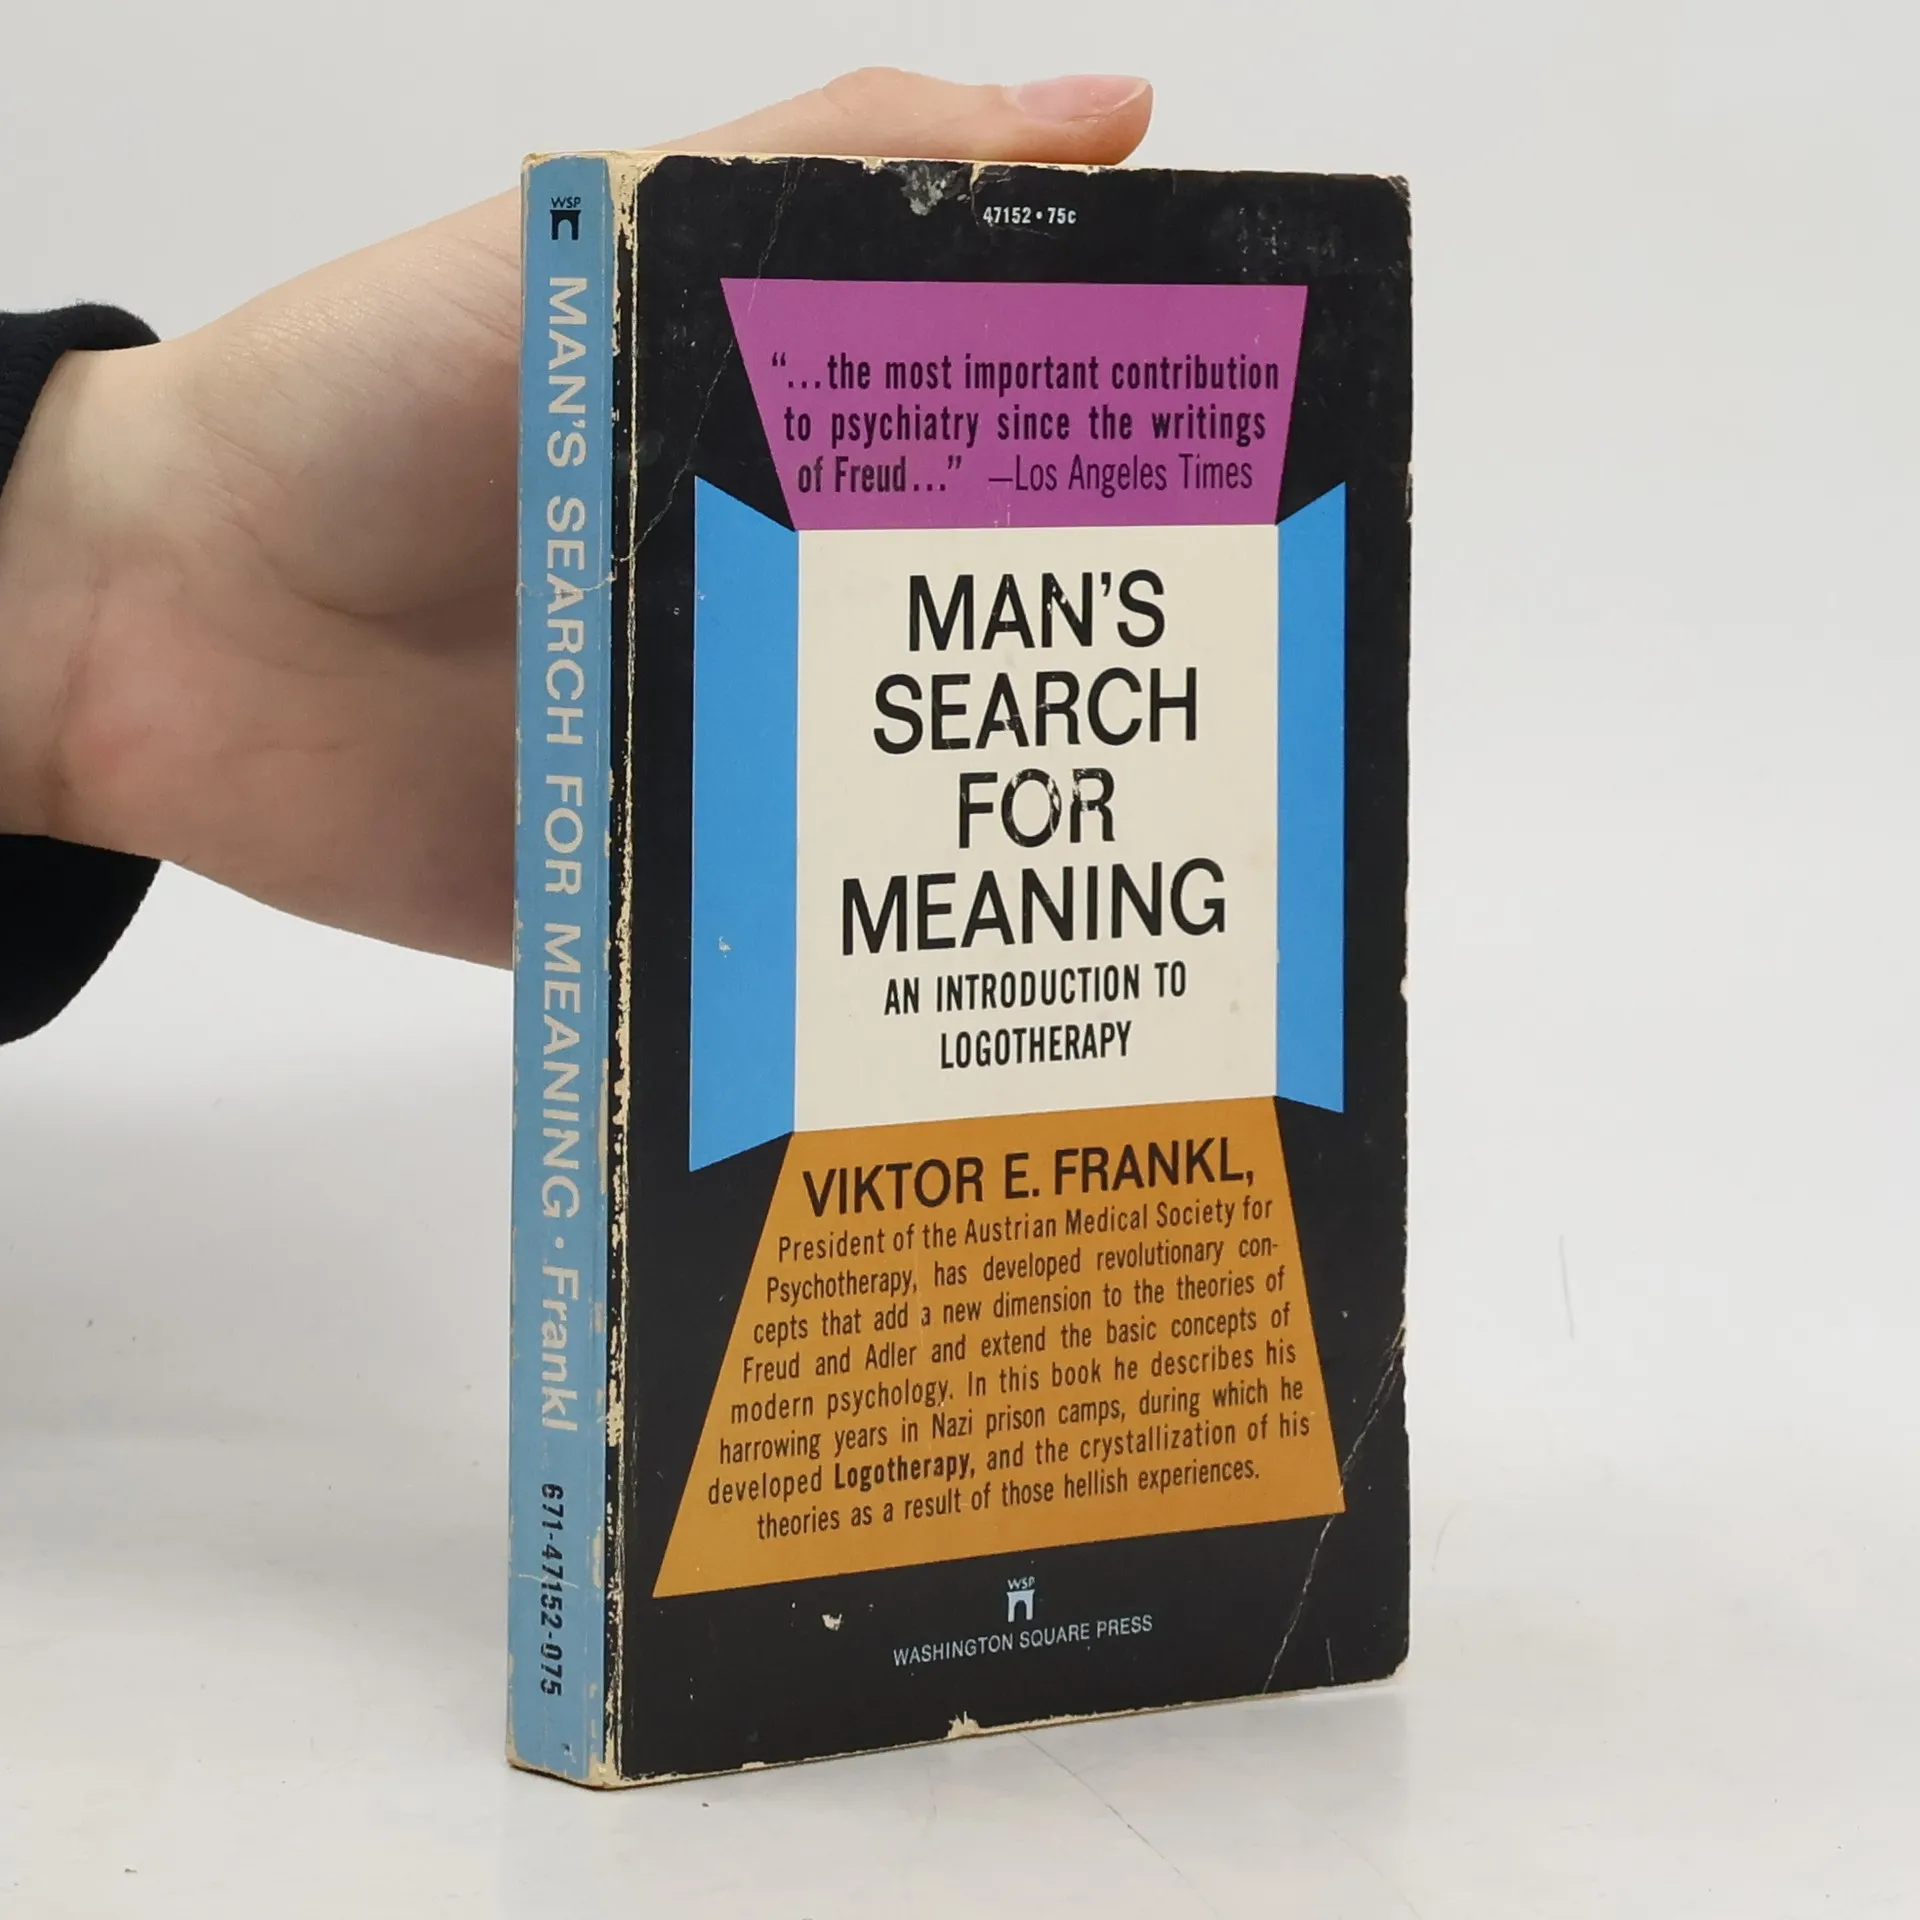 WSP
MAN'S SEARCH FOR MEANING • Frankl
671-47152-075
47152 • 75c
"...the most important contribution
to psychiatry since the writings
of Freud..." —Los Angeles Times
MAN'S
SEARCH
FOR
MEANING
AN INTRODUCTION TO
LOGOTHERAPY
VIKTOR E. FRANKL,
President of the Austrian Medical Society for
Psychotherapy, has developed revolutionary con-
cepts that add a new dimension to the theories of
Freud and Adler and extend the basic concepts of
modern psychology. In this book he describes his
harrowing years in Nazi prison camps, during which he
developed Logotherapy, and the crystallization of his
theories as a result of those hellish experiences.
WSP
WASHINGTON SQUARE PRESS